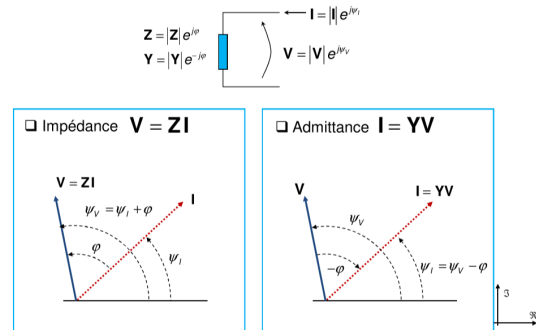 I = |I| e^{jψ_I}
Z = |Z| e^{jφ}
Y = |Y| e^{-jφ}
V = |V| e^{jψ_V}
❑ Impédance V = ZI
V = ZI
I
ψ_V = ψ_I + φ
φ
ψ_I
❑ Admittance I = YV
V
I = YV
ψ_V
-φ
ψ_I = ψ_V - φ
ℑ
ℜ